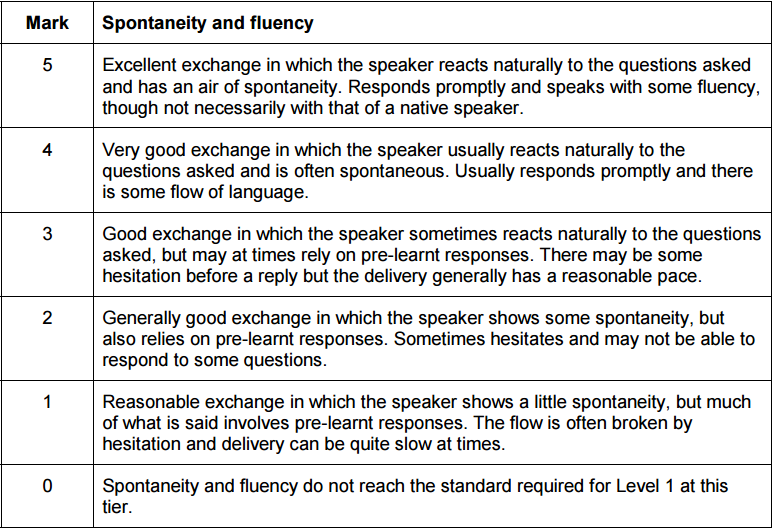 Mark Spontaneity and fluency
5 Excellent exchange in which the speaker reacts naturally to the questions asked
and has an air of spontaneity. Responds promptly and speaks with some fluency,
though not necessarily with that of a native speaker.
4 Very good exchange in which the speaker usually reacts naturally to the
questions asked and is often spontaneous. Usually responds promptly and there
is some flow of language.
3 Good exchange in which the speaker sometimes reacts naturally to the questions
asked, but may at times rely on pre-learnt responses. There may be some
hesitation before a reply but the delivery generally has a reasonable pace.
2 Generally good exchange in which the speaker shows some spontaneity, but
also relies on pre-learnt responses. Sometimes hesitates and may not be able to
respond to some questions.
1 Reasonable exchange in which the speaker shows a little spontaneity, but much
of what is said involves pre-learnt responses. The flow is often broken by
hesitation and delivery can be quite slow at times.
0 Spontaneity and fluency do not reach the standard required for Level 1 at this
tier.